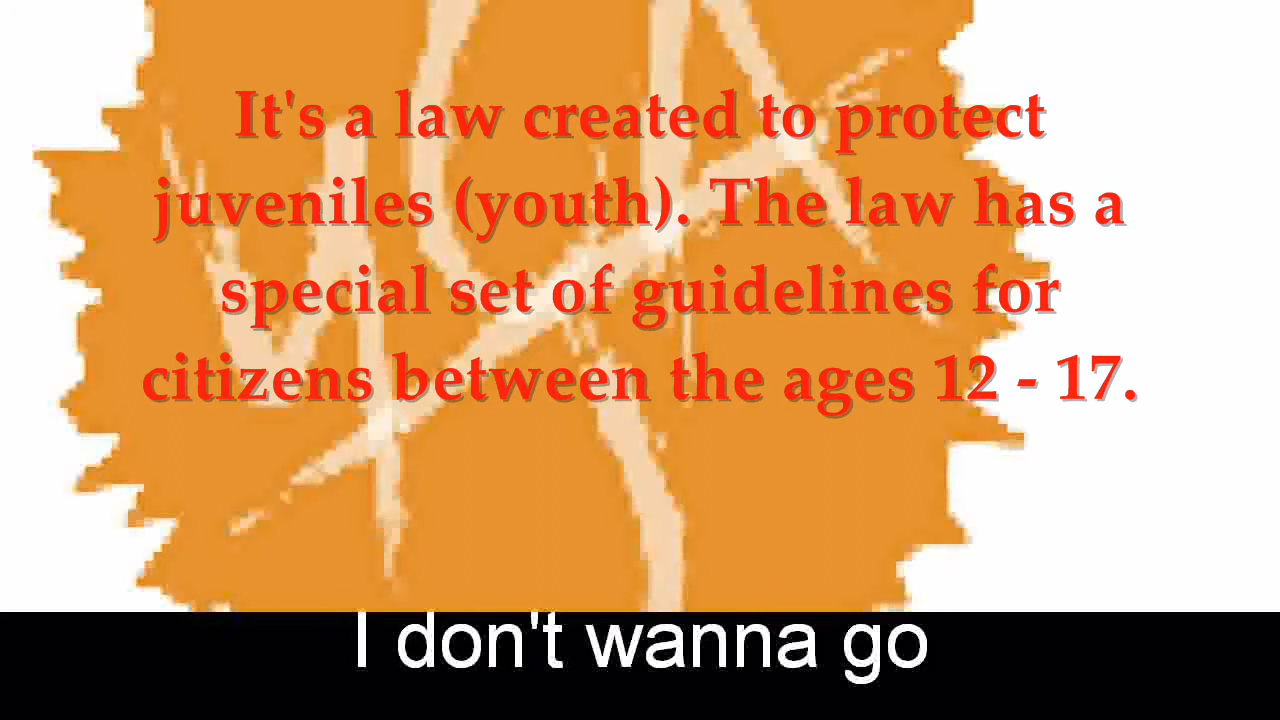 It's a law created to protect
juveniles (youth). The law has a
special set of guidelines for
citizens between the ages 12 - 17.
I don't wanna go